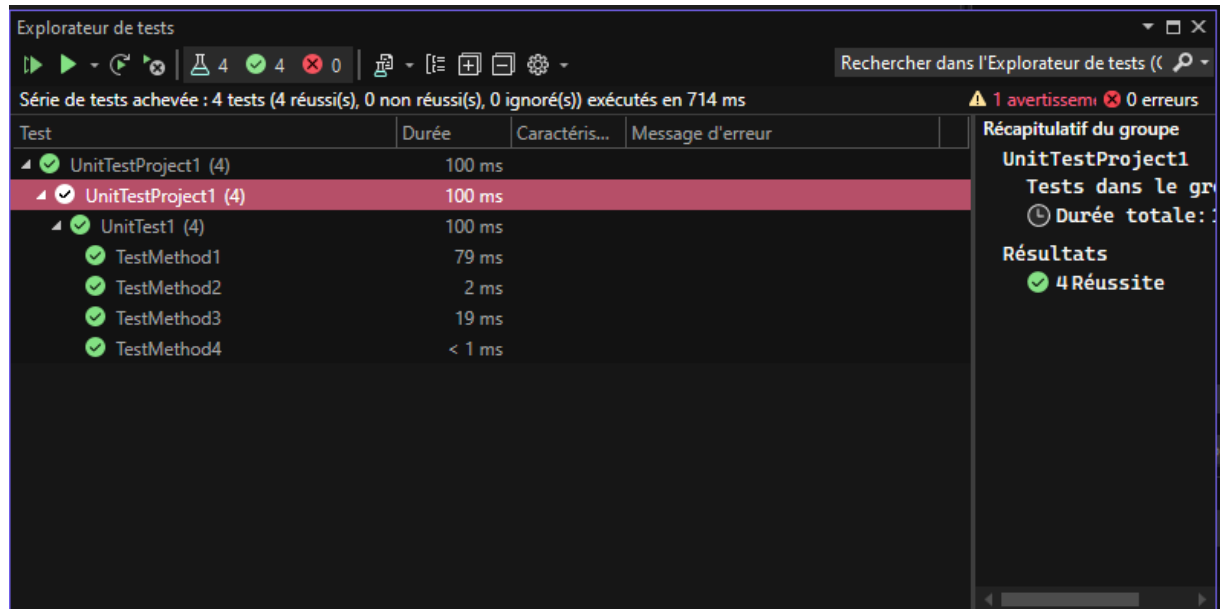 Explorateur de tests
4 4 0
Rechercher dans l'Explorateur de tests ((
Série de tests achevée : 4 tests (4 réussi(s), 0 non réussi(s), 0 ignoré(s)) exécutés en 714 ms
1 avertissem 0 erreurs
Test Durée Caractéris... Message d'erreur
UnitTestProject1 (4) 100 ms
UnitTestProject1 (4) 100 ms
UnitTest1 (4) 100 ms
TestMethod1 79 ms
TestMethod2 2 ms
TestMethod3 19 ms
TestMethod4 < 1 ms
Récapitulatif du groupe
UnitTestProject1
Tests dans le gr
Durée totale:
Résultats
4 Réussite